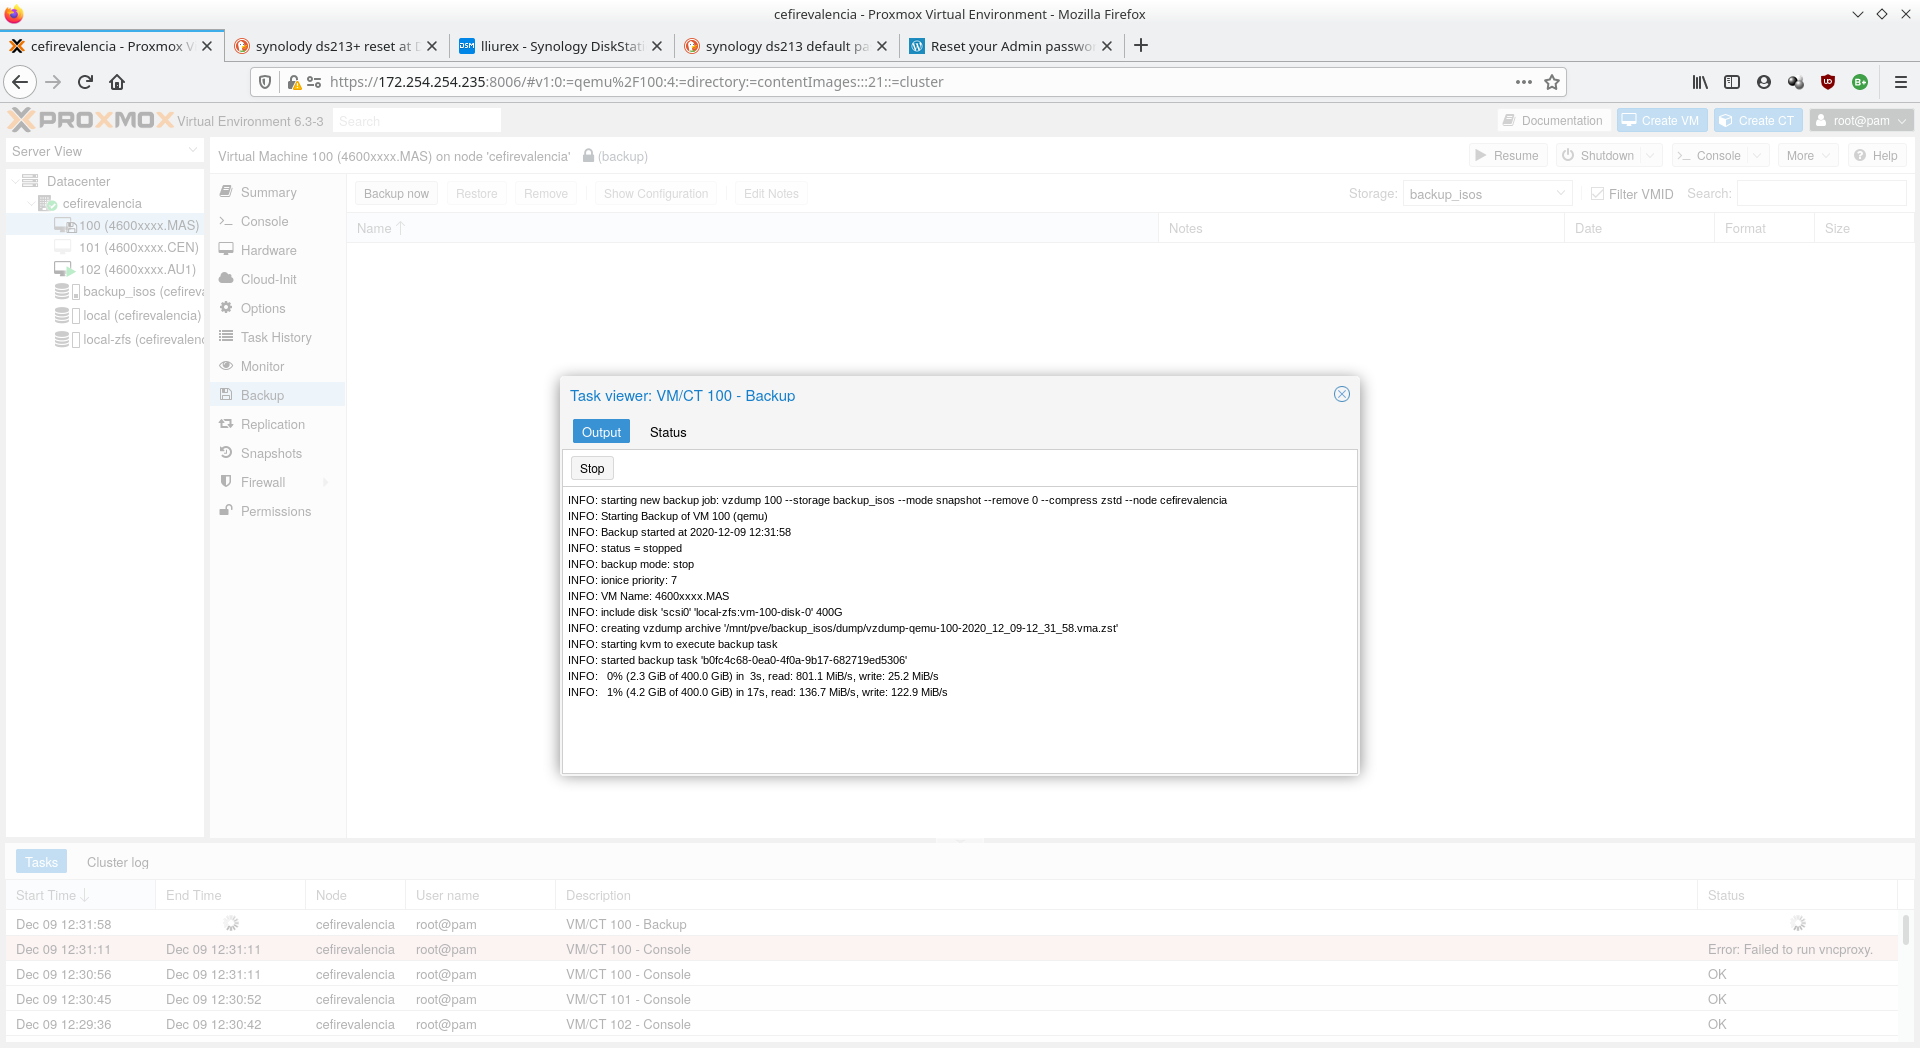 cefirevalencia - Proxmox Virtual Environment - Mozilla Firefox
cefirevalencia - Proxmox V
synolody ds213+ reset at D
lliurex - Synology DiskStati
synology ds213 default pa
Reset your Admin passwo
https://172.254.254.235:8006/#v1:0:=qemu%2F100:4:=directory:=contentImages:::21::=cluster
PROXMOX Virtual Environment 6.3-3
Search
Documentation
Create VM
Create CT
root@pam
Server View
Datacenter
cefirevalencia
100 (4600xxxx.MAS)
101 (4600xxxx.CEN)
102 (4600xxxx.AU1)
backup_isos (cefireva
local (cefirevalencia)
local-zfs (cefirevalenc
Virtual Machine 100 (4600xxxx.MAS) on node 'cefirevalencia' (backup)
Resume
Shutdown
Console
More
Help
Summary
Console
Hardware
Cloud-Init
Options
Task History
Monitor
Backup
Replication
Snapshots
Firewall
Permissions
Backup now
Restore
Remove
Show Configuration
Edit Notes
Storage: backup_isos
Filter VMID
Search:
Name
Notes
Date
Format
Size
Task viewer: VM/CT 100 - Backup
Output
Status
Stop
INFO: starting new backup job: vzdump 100 --storage backup_isos --mode snapshot --remove 0 --compress zstd --node cefirevalencia
INFO: Starting Backup of VM 100 (qemu)
INFO: Backup started at 2020-12-09 12:31:58
INFO: status = stopped
INFO: backup mode: stop
INFO: ionice priority: 7
INFO: VM Name: 4600xxxx.MAS
INFO: include disk 'scsi0' 'local-zfs:vm-100-disk-0' 400G
INFO: creating vzdump archive '/mnt/pve/backup_isos/dump/vzdump-qemu-100-2020_12_09-12_31_58.vma.zst'
INFO: starting kvm to execute backup task
INFO: started backup task 'b0fc4c68-0ea0-4f0a-9b17-682719ed5306'
INFO: 0% (2.3 GiB of 400.0 GiB) in 3s, read: 801.1 MiB/s, write: 25.2 MiB/s
INFO: 1% (4.2 GiB of 400.0 GiB) in 17s, read: 136.7 MiB/s, write: 122.9 MiB/s
Tasks
Cluster log
Start Time End Time Node User name Description Status
Dec 09 12:31:58 cefirevalencia root@pam VM/CT 100 - Backup
Dec 09 12:31:11 Dec 09 12:31:11 cefirevalencia root@pam VM/CT 100 - Console Error: Failed to run vncproxy.
Dec 09 12:30:56 Dec 09 12:31:11 cefirevalencia root@pam VM/CT 100 - Console OK
Dec 09 12:30:45 Dec 09 12:30:52 cefirevalencia root@pam VM/CT 101 - Console OK
Dec 09 12:29:36 Dec 09 12:30:42 cefirevalencia root@pam VM/CT 102 - Console OK